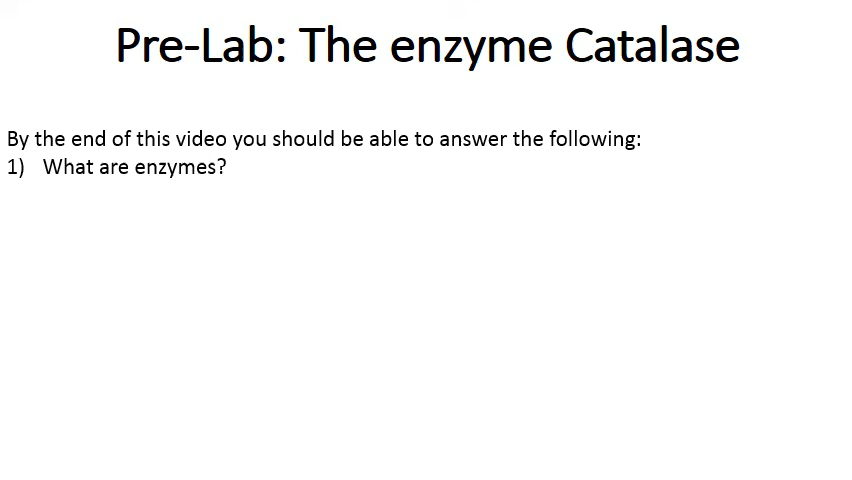 Pre-Lab: The enzyme Catalase
By the end of this video you should be able to answer the following:
1) What are enzymes?